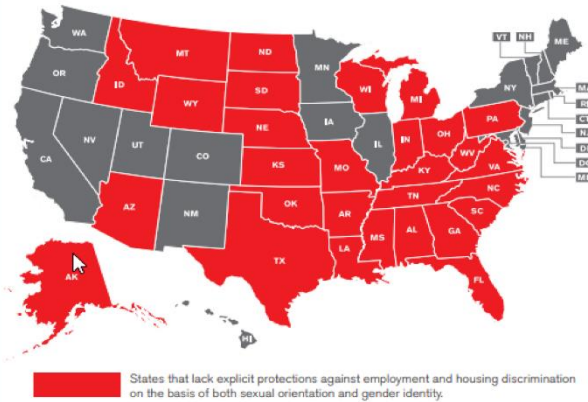 WA
VT NH
ME
MT
ND
MN
OR
ID
WI
NY
SD
MI
WY
IA
PA
NE
NV
IL
IN
OH
UT
CO
WV
CA
KS
MO
KY
VA
NC
TN
AZ
NM
OK
AR
SC
MS
AL
GA
LA
TX
AK
FL
HI
States that lack explicit protections against employment and housing discrimination
on the basis of both sexual orientation and gender identity.